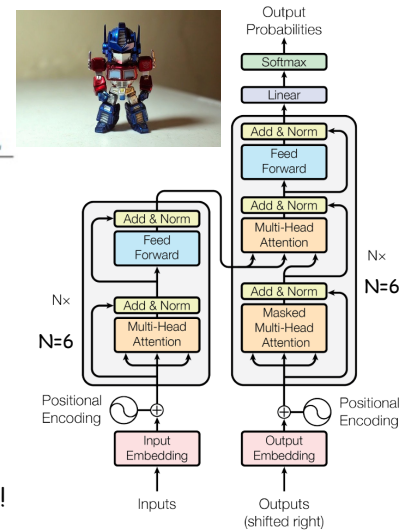 Output
Probabilities
Softmax
Linear
Add & Norm
Feed
Forward
Add & Norm
Multi-Head
Attention
Nx
N=6
Add & Norm
Masked
Multi-Head
Attention
Positional
Encoding
Output
Embedding
Outputs
(shifted right)
Add & Norm
Feed
Forward
Nx
N=6
Add & Norm
Multi-Head
Attention
Positional
Encoding
Input
Embedding
Inputs
!